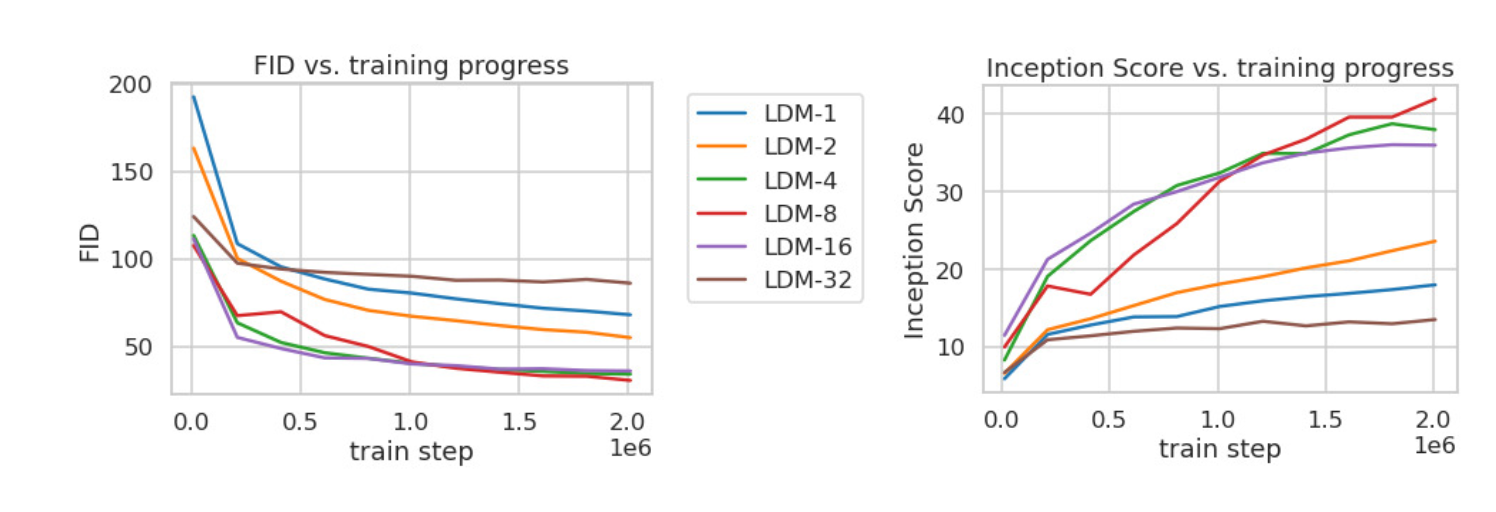 FID vs. training progress
200
150
100
50
FID
0.0 0.5 1.0 1.5 2.0
1e6
train step
LDM-1
LDM-2
LDM-4
LDM-8
LDM-16
LDM-32
Inception Score vs. training progress
40
30
20
10
Inception Score
0.0 0.5 1.0 1.5 2.0
1e6
train step